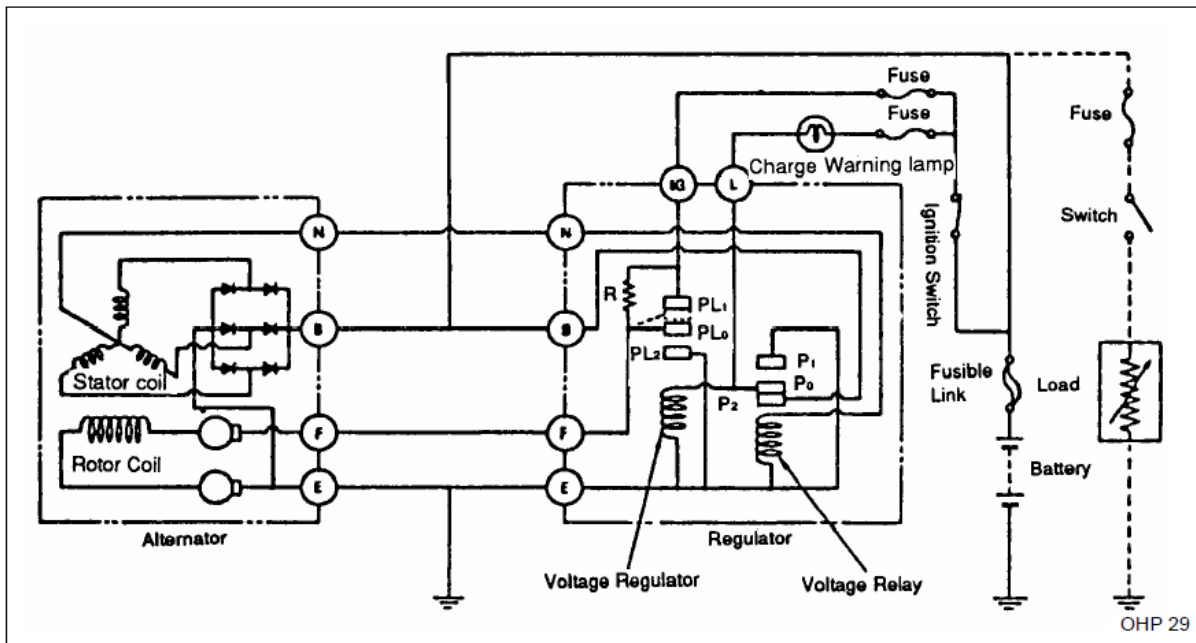 Fuse
Fuse
Fuse
Charge Warning lamp
IG
L
Ignition Switch
Switch
N
N
R
PL1
B
B
PL0
PL2
P1
Stator coil
P0
Fusible
Link
Load
P2
F
F
Rotor Coil
Battery
E
E
Alternator
Regulator
Voltage Regulator
Voltage Relay
OHP 29